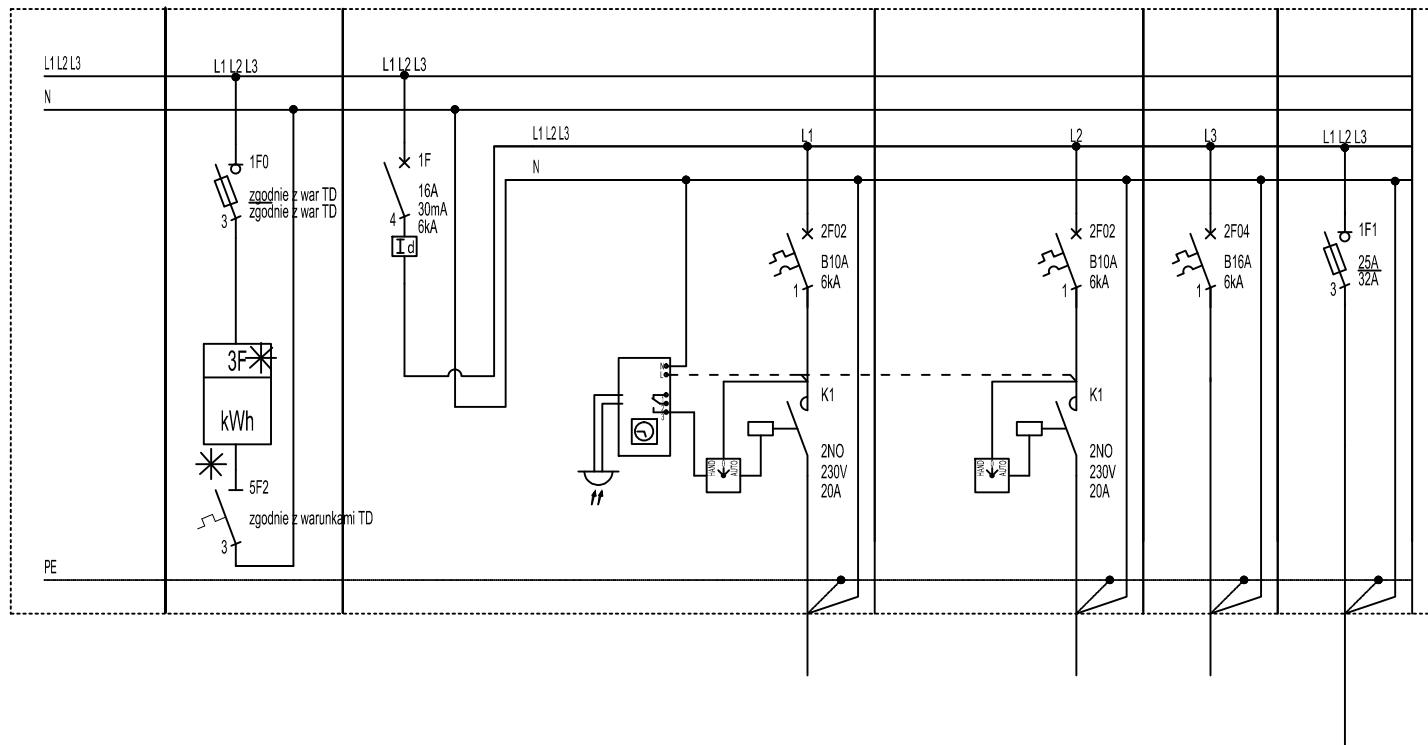 L1 L2 L3
N
L1 L2 L3
1F0
zgodnie z war TD
zgodnie z war TD
3
3F
kWh
5F2
zgodnie z warunkami TD
3
PE
L1 L2 L3
1F
16A
30mA
6kA
4
I d
L1 L2 L3
N
N
L
3
HAND
AUTO
L1
2F02
B10A
6kA
1
K1
2NO
230V
20A
HAND
AUTO
L2
2F02
B10A
6kA
1
K1
2NO
230V
20A
L3
2F04
B16A
6kA
1
L1 L2 L3
1F1
25A
32A
3